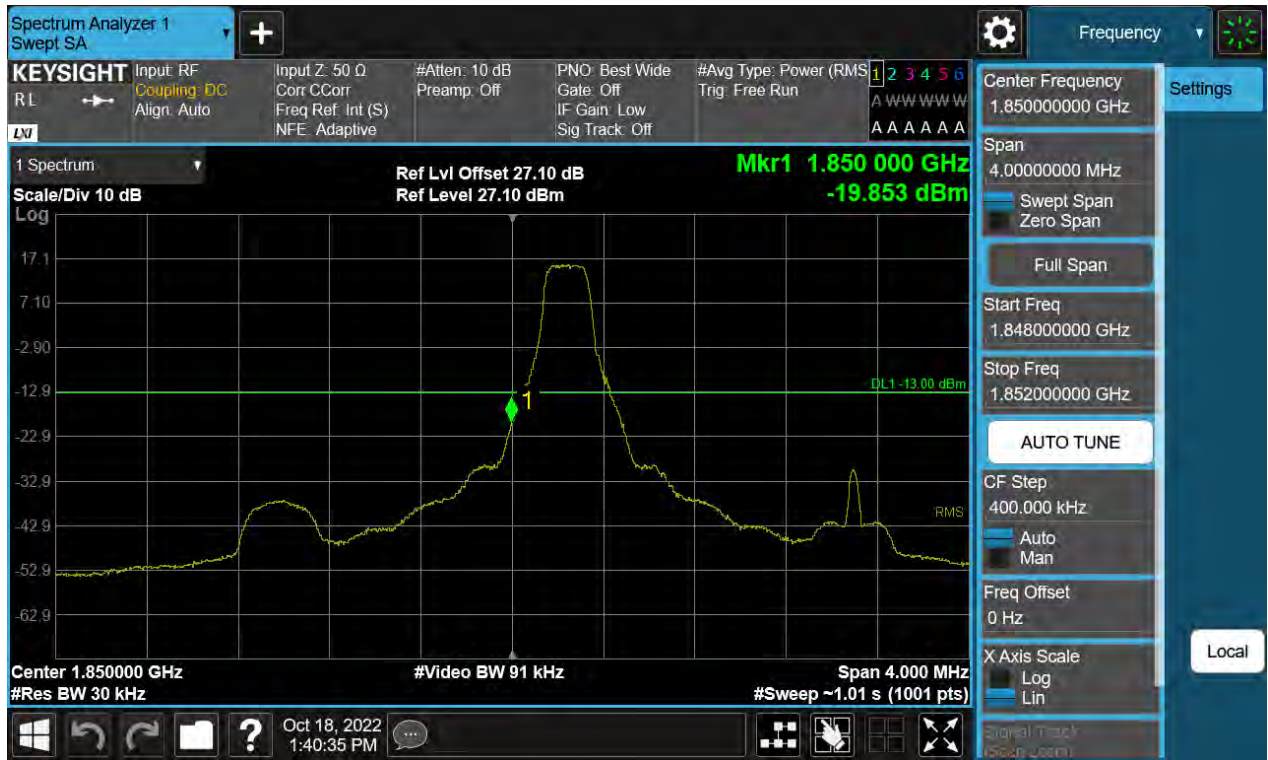 Spectrum Analyzer 1
Swept SA
Frequency
KEYSIGHT
RL
LXI
Input: RF
Coupling: DC
Align: Auto
Input Z: 50 Ω
Corr CCorr
Freq Ref: Int (S)
NFE: Adaptive
#Atten: 10 dB
Preamp: Off
PNO: Best Wide
Gate: Off
IF Gain: Low
Sig Track: Off
#Avg Type: Power (RMS
Trig: Free Run
1 2 3 4 5 6
A W W W W W
A A A A A A
1 Spectrum
Scale/Div 10 dB
Ref Lvl Offset 27.10 dB
Ref Level 27.10 dBm
Mkr1 1.850 000 GHz
-19.853 dBm
Log
17.1
7.10
-2.90
-12.9
-22.9
-32.9
-42.9
-52.9
-62.9
DL1 -13.00 dBm
1
RMS
Center 1.850000 GHz
#Video BW 91 kHz
Span 4.000 MHz
#Res BW 30 kHz
#Sweep ~1.01 s (1001 pts)
Oct 18, 2022
1:40:35 PM
Center Frequency
1.850000000 GHz
Settings
Span
4.00000000 MHz
Swept Span
Zero Span
Full Span
Start Freq
1.848000000 GHz
Stop Freq
1.852000000 GHz
AUTO TUNE
CF Step
400.000 kHz
Auto
Man
Freq Offset
0 Hz
X Axis Scale
Log
Lin
Local
Signal Track
(Span Zoom)